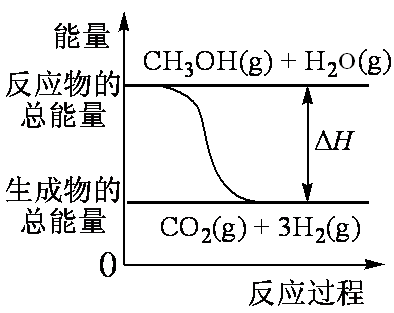 能量
CH₃OH(g) + H₂O(g)
反应物的
总能量
ΔH
生成物的
总能量
CO₂(g) + 3H₂(g)
0
反应过程